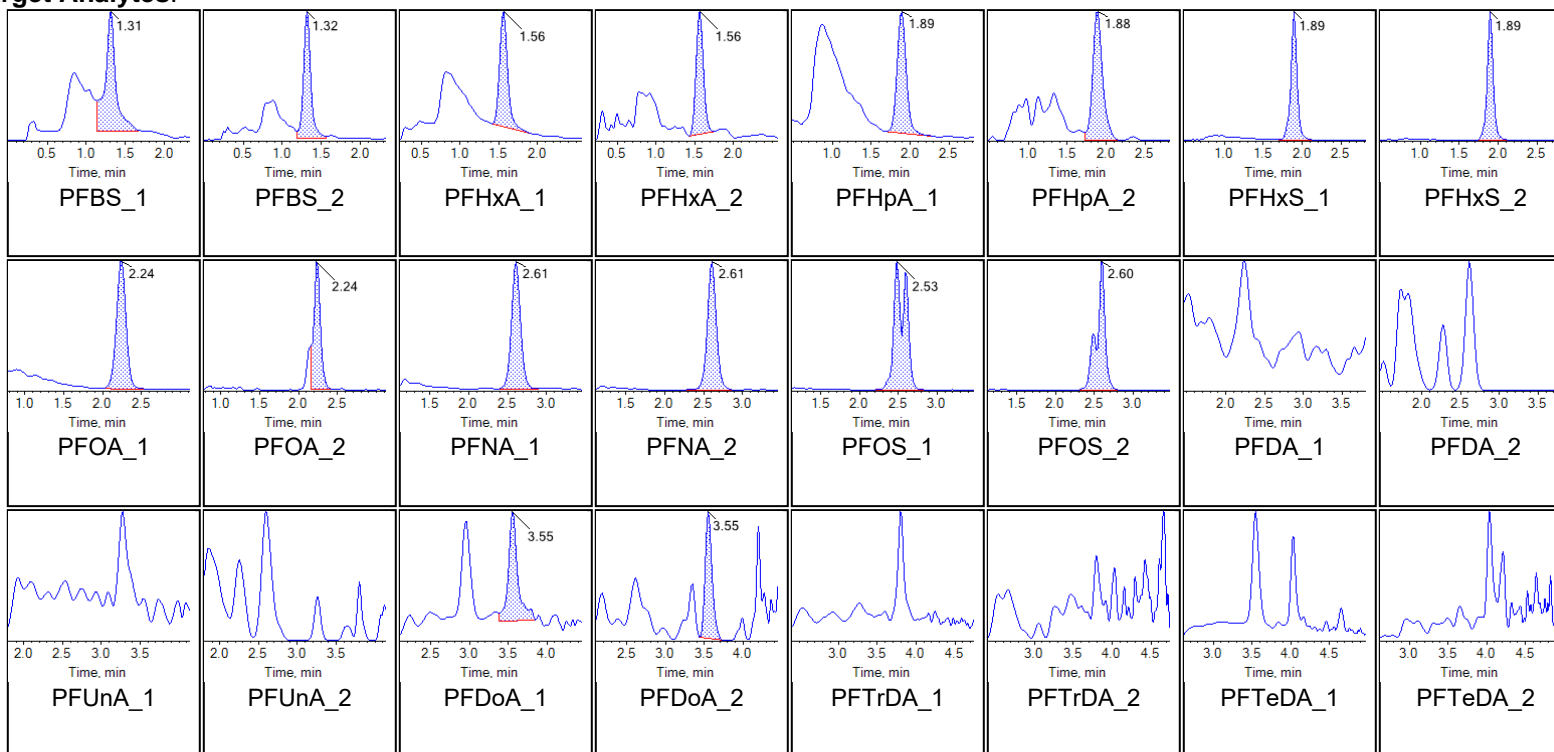 rget Analytes:
1.31 1.32 1.56 1.56 1.89 1.88 1.89 1.89
0.5 1.0 1.5 2.0 0.5 1.0 1.5 2.0 0.5 1.0 1.5 2.0 0.5 1.0 1.5 2.0 1.0 1.5 2.0 2.5 1.0 1.5 2.0 2.5 1.0 1.5 2.0 2.5 1.0 1.5 2.0 2.5
Time, min Time, min Time, min Time, min Time, min Time, min Time, min Time, min
PFBS_1 PFBS_2 PFHxA_1 PFHxA_2 PFHpA_1 PFHpA_2 PFHxS_1 PFHxS_2
2.24 2.24 2.61 2.61 2.53 2.60
1.0 1.5 2.0 2.5 1.0 1.5 2.0 2.5 1.5 2.0 2.5 3.0 1.5 2.0 2.5 3.0 1.5 2.0 2.5 3.0 1.5 2.0 2.5 3.0 2.0 2.5 3.0 3.5 2.0 2.5 3.0 3.5
Time, min Time, min Time, min Time, min Time, min Time, min Time, min Time, min
PFOA_1 PFOA_2 PFNA_1 PFNA_2 PFOS_1 PFOS_2 PFDA_1 PFDA_2
3.55 3.55
2.0 2.5 3.0 3.5 2.0 2.5 3.0 3.5 2.5 3.0 3.5 4.0 2.5 3.0 3.5 4.0 3.0 3.5 4.0 4.5 3.0 3.5 4.0 4.5 3.0 3.5 4.0 4.5 5.0 3.0 3.5 4.0 4.5
Time, min Time, min Time, min Time, min Time, min Time, min Time, min Time, min
PFUnA_1 PFUnA_2 PFDoA_1 PFDoA_2 PFTrDA_1 PFTrDA_2 PFTeDA_1 PFTeDA_2